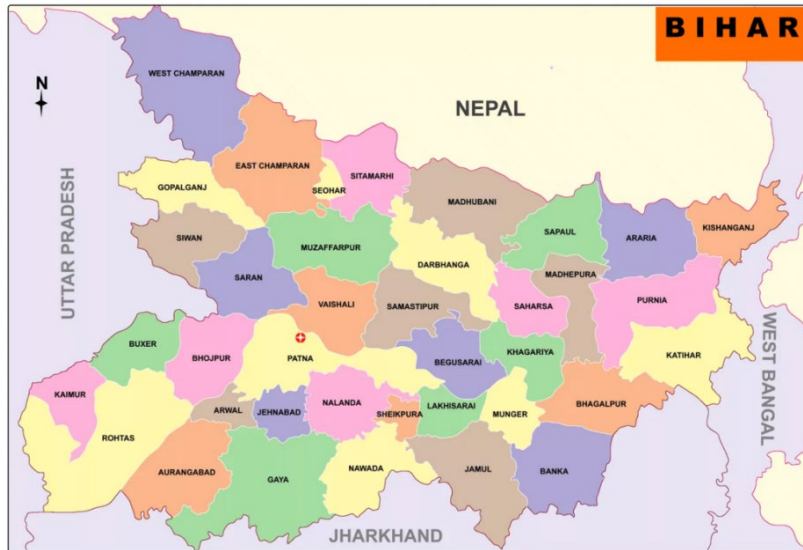 BIHAR
N
WEST CHAMPARAN
NEPAL
EAST CHAMPARAN
SITAMARHI
GOPALGANJ
SEOHAR
MADHUBANI
UTTAR PRADESH
SIWAN
MUZAFFARPUR
SAPAUL
ARARIA
KISHANGANJ
DARBHANGA
SARAN
MADHEPURA
VAISHALI
SAMASTIPUR
SAHARSA
PURNIA
BUXER
BHOJPUR
PATNA
BEGUSARAI
KHAGARIYA
KATIHAR
WEST BANGAL
KAIMUR
ARWAL
JEHNABAD
NALANDA
SHEIKPURA
LAKHISARAI
MUNGER
BHAGALPUR
ROHTAS
AURANGABAD
GAYA
NAWADA
JAMUL
BANKA
JHARKHAND